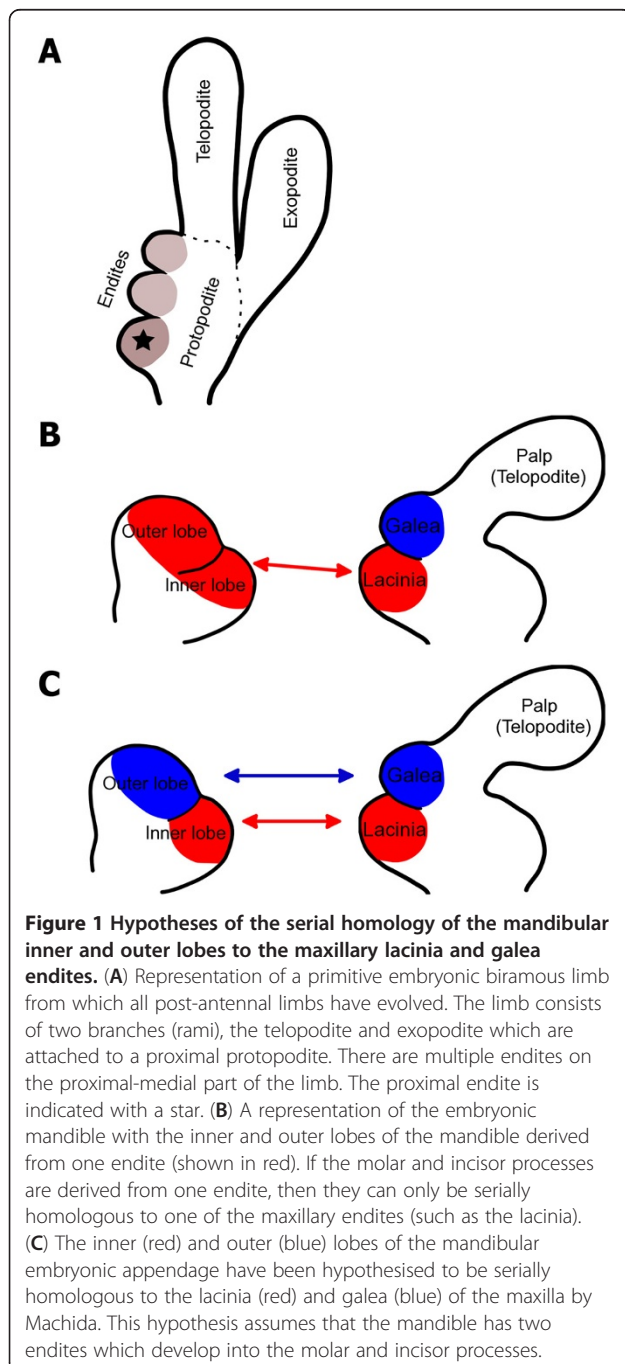 A
Telopodite
Exopodite
Endites
Protopodite
B
Palp
(Telopodite)
Outer lobe
Galea
Inner lobe
Lacinia
C
Palp
(Telopodite)
Outer lobe
Galea
Inner lobe
Lacinia
Figure 1 Hypotheses of the serial homology of the mandibular
inner and outer lobes to the maxillary lacinia and galea
endites. (A) Representation of a primitive embryonic biramous limb
from which all post-antennal limbs have evolved. The limb consists
of two branches (rami), the telopodite and exopodite which are
attached to a proximal protopodite. There are multiple endites on
the proximal-medial part of the limb. The proximal endite is
indicated with a star. (B) A representation of the embryonic
mandible with the inner and outer lobes of the mandible derived
from one endite (shown in red). If the molar and incisor processes
are derived from one endite, then they can only be serially
homologous to one of the maxillary endites (such as the lacinia).
(C) The inner (red) and outer (blue) lobes of the mandibular
embryonic appendage have been hypothesised to be serially
homologous to the lacinia (red) and galea (blue) of the maxilla by
Machida. This hypothesis assumes that the mandible has two
endites which develop into the molar and incisor processes.